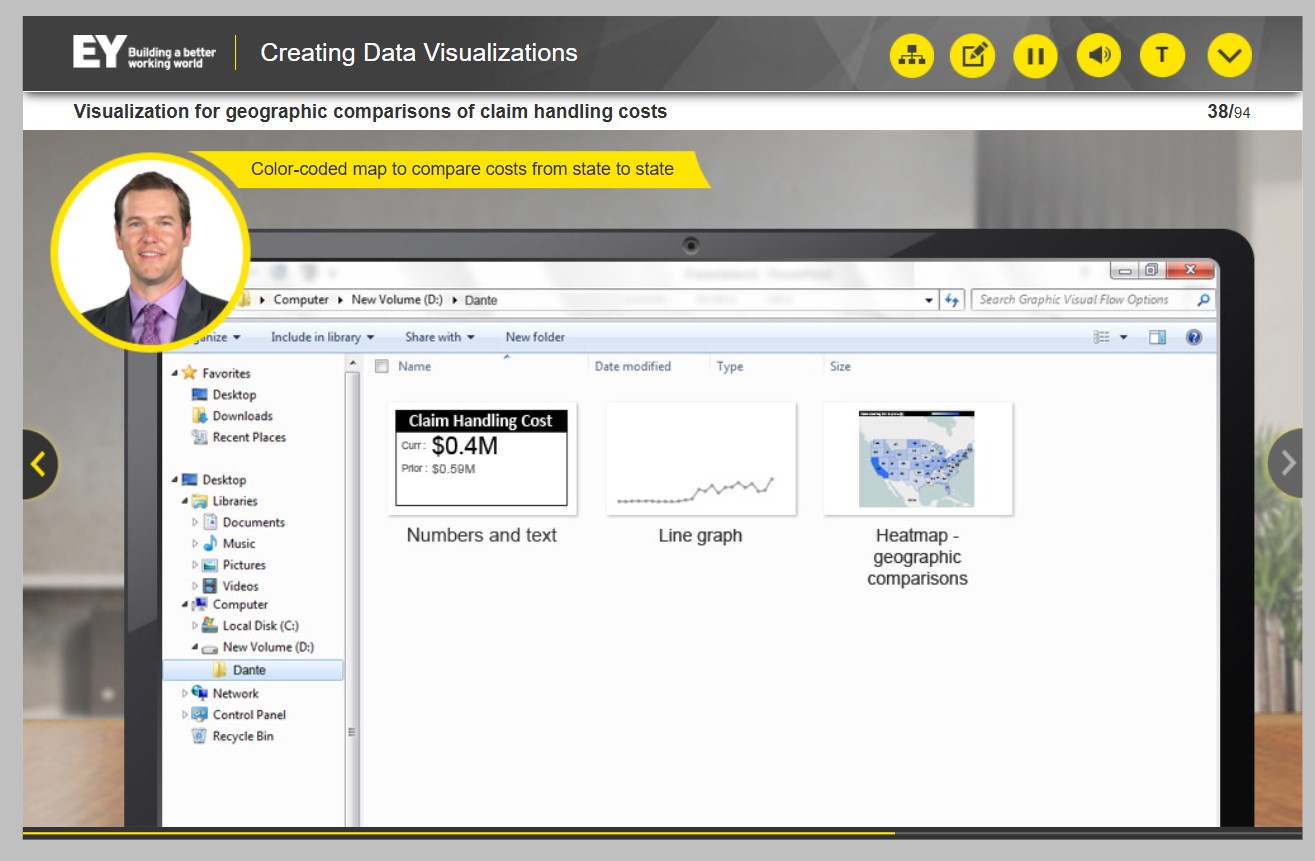 EY Building a better
working world
Creating Data Visualizations
T
Visualization for geographic comparisons of claim handling costs
38/94
Color-coded map to compare costs from state to state
Computer
New Volume (D:)
Dante
Search Graphic Visual Flow Options
Include in library
Share with
New folder
Name
Date modified
Type
Size
Favorites
Desktop
Downloads
Recent Places
Desktop
Libraries
Documents
Music
Pictures
Videos
Computer
Local Disk (C:)
New Volume (D:)
Dante
Network
Control Panel
Recycle Bin
Claim Handling Cost
Curr: $0.4M
Prior: $0.59M
Numbers and text
Line graph
Heatmap -
geographic
comparisons